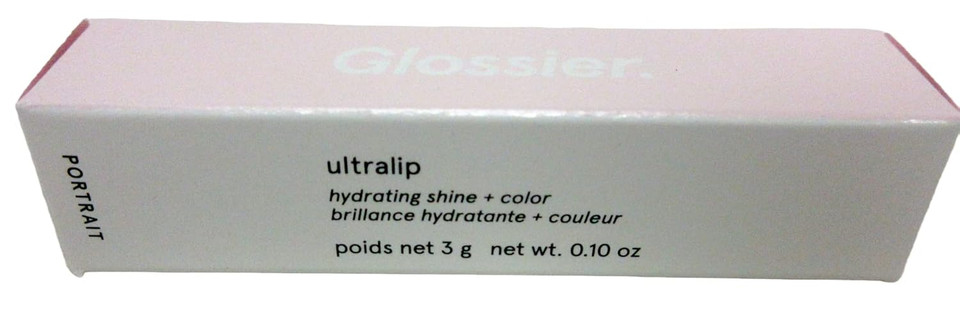 Glossier.
PORTRAIT
ultralip
hydrating shine + color
brillance hydratante + couleur
poids net 3 g net wt. 0.10 oz